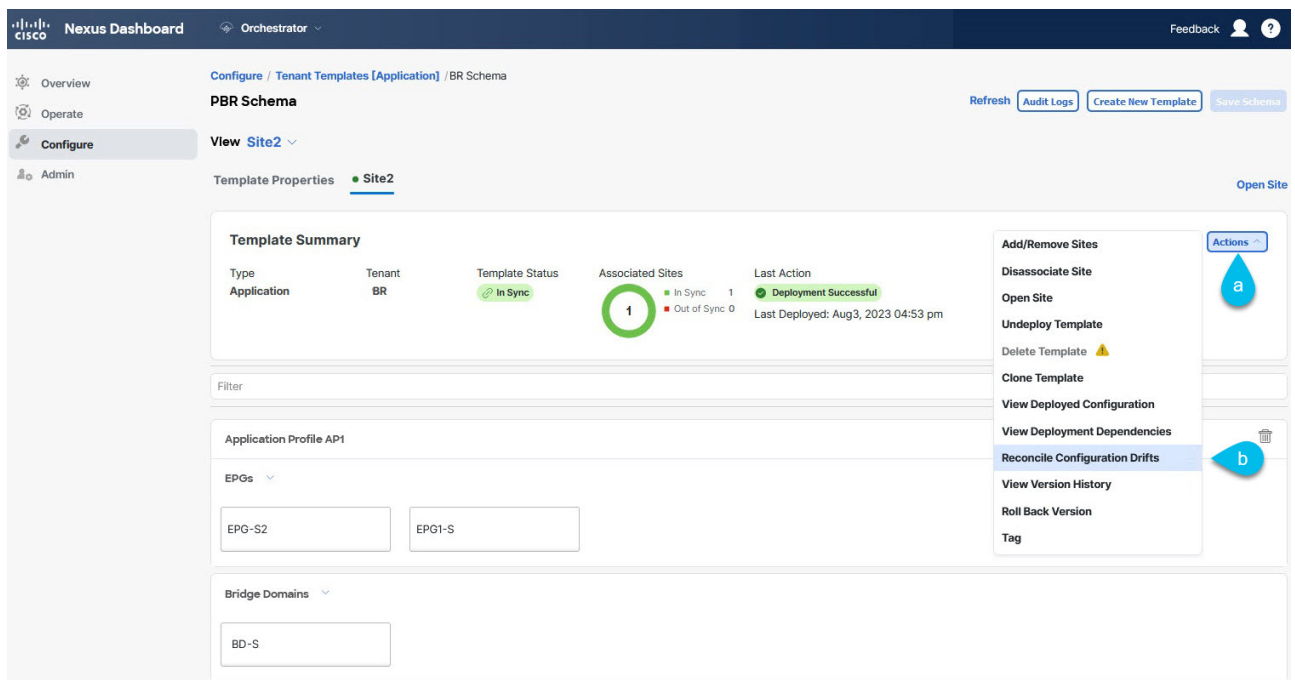 cisco Nexus Dashboard Orchestrator Feedback ?
Overview
Operate
Configure
Admin
Configure / Tenant Templates [Application] /BR Schema
PBR Schema
Refresh Audit Logs Create New Template Save Schema
View Site2
Template Properties Site2
Open Site
Template Summary
Actions
a
Type Tenant Template Status Associated Sites Last Action
Application BR In Sync 1 In Sync 1 Deployment Successful
Out of Sync 0 Last Deployed: Aug3, 2023 04:53 pm
Add/Remove Sites
Disassociate Site
Open Site
Undeploy Template
Delete Template
Clone Template
View Deployed Configuration
View Deployment Dependencies
Reconcile Configuration Drifts
b
View Version History
Roll Back Version
Tag
Filter
Application Profile AP1
EPGs
EPG-S2 EPG1-S
Bridge Domains
BD-S